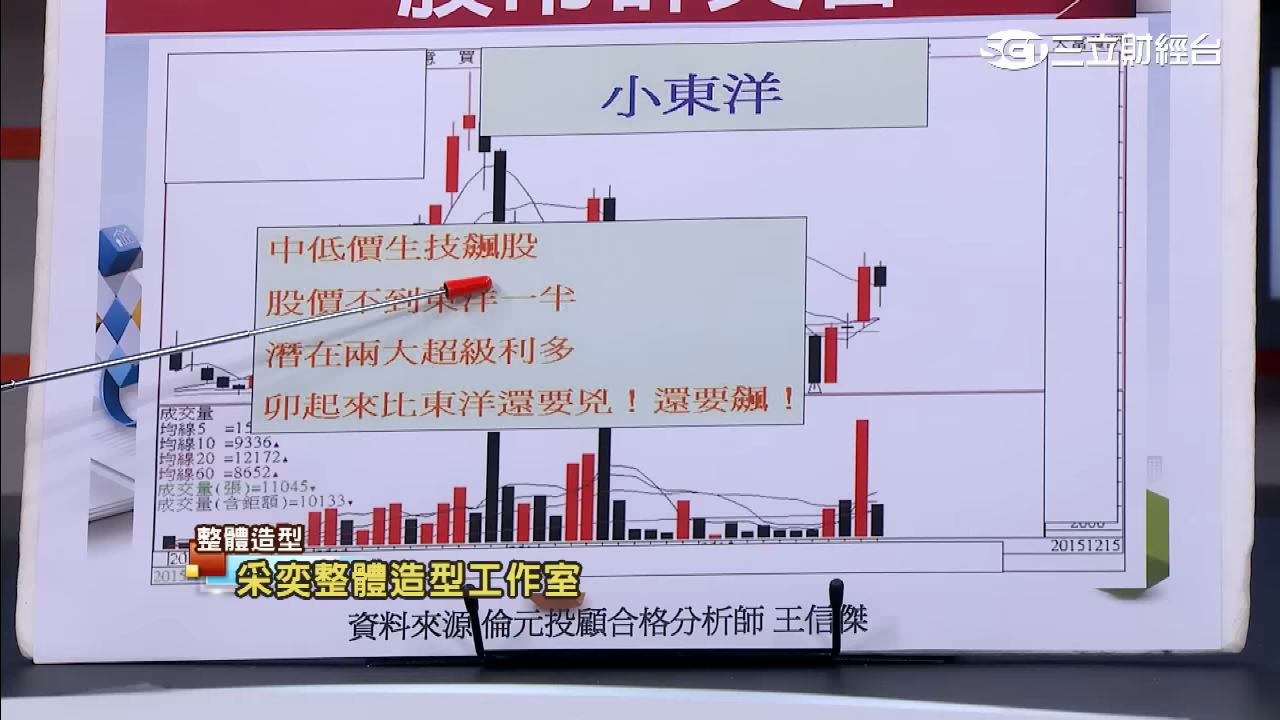 三立財經台
小東洋
中低價生技飆股
股價不到東洋一半
潛在兩大超級利多
卯起來比東洋還要兇！還要飆！
成交量
均線5 =15
均線10 =9336
均線20 =12172
均線60 =8652
成交量(張)=11045
成交量(含鉅額)=10133
2000
20151215
整體造型
采奕整體造型工作室
資料來源 倫元投顧合格分析師 王信傑